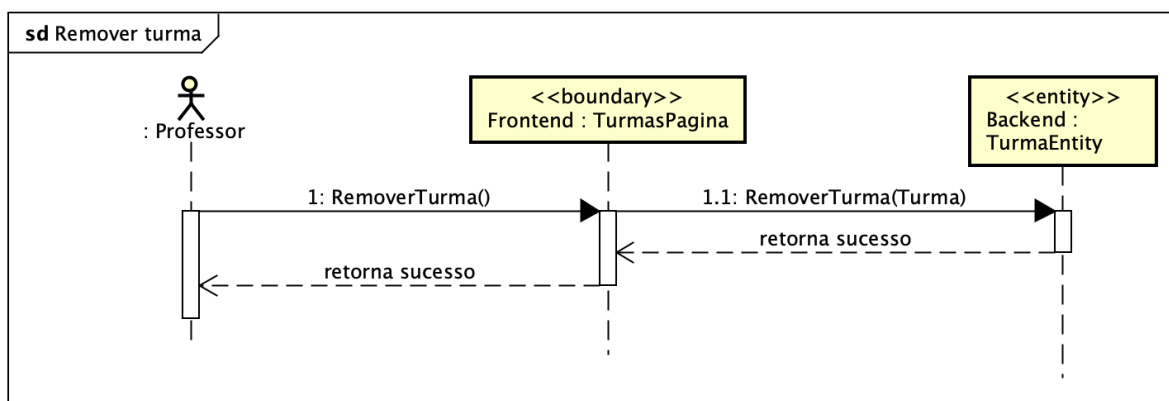 sd Remover turma
: Professor
<<boundary>>
Frontend : TurmasPagina
<<entity>>
Backend :
TurmaEntity
1: RemoverTurma()
1.1: RemoverTurma(Turma)
retorna sucesso
retorna sucesso